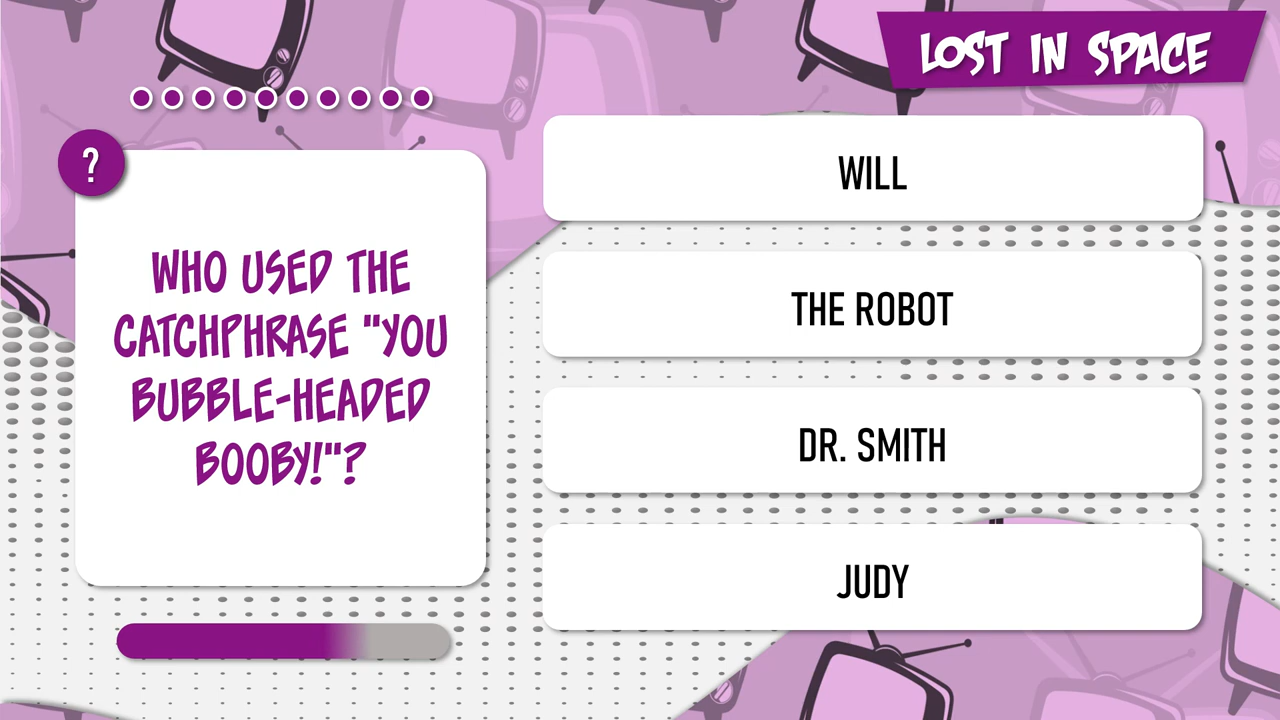 LOST IN SPACE
?
WHO USED THE
CATCHPHRASE "YOU
BUBBLE-HEADED
BOOBY!"?
WILL
THE ROBOT
DR. SMITH
JUDY